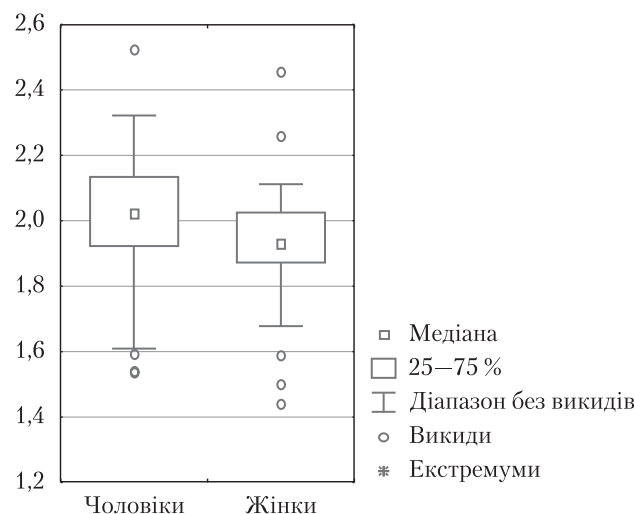 2,6
2,4
2,2
2,0
1,8
1,6
1,4
1,2
Чоловіки Жінки
Медіана
25—75 %
Діапазон без викидів
Викиди
Екстремуми